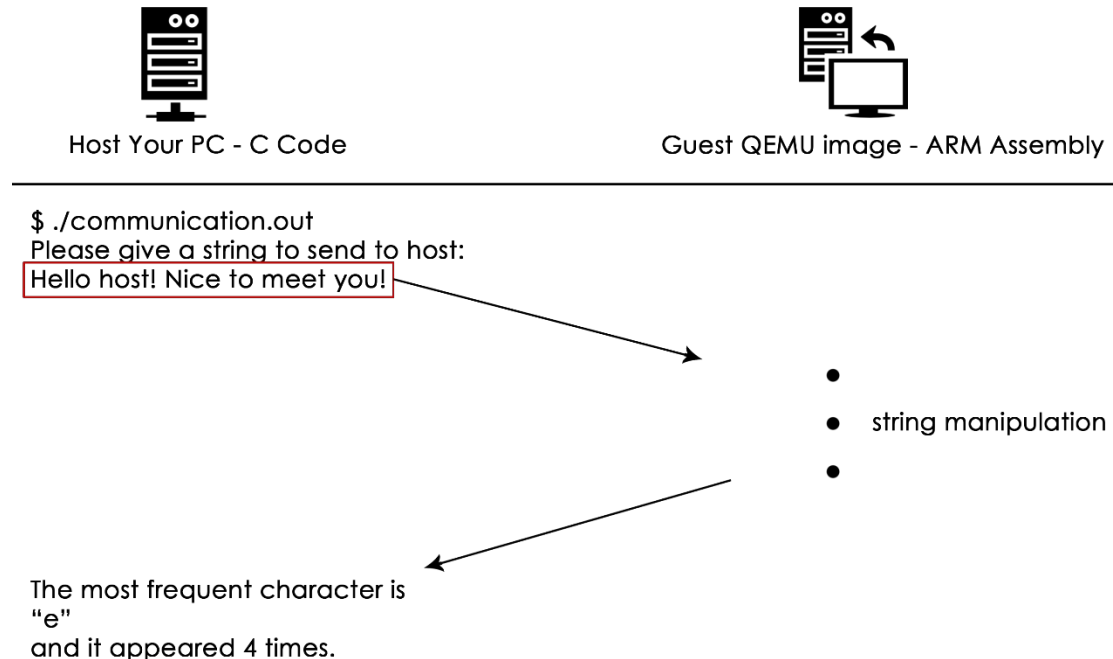 Host Your PC - C Code
Guest QEMU image - ARM Assembly
$ ./communication.out
Please give a string to send to host:
Hello host! Nice to meet you!
string manipulation
The most frequent character is
“e”
and it appeared 4 times.